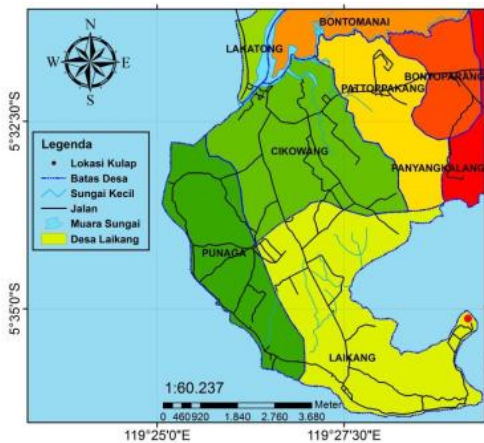 BONTOMANAI
LAKATONG
N
W E
S
BONTOPARANG
PATTOPPAKANG
5°32'30"S
CIKOWANG
Legenda
Lokasi Kulap
Batas Desa
Sungai Kecil
Jalan
Muara Sungai
Desa Laikang
PANYANGKALANG
PUNAGA
5°35'0"S
LAIKANG
1:60.237
Meter
0 460920 1.840 2.760 3.680
119°25'0"E 119°27'30"E